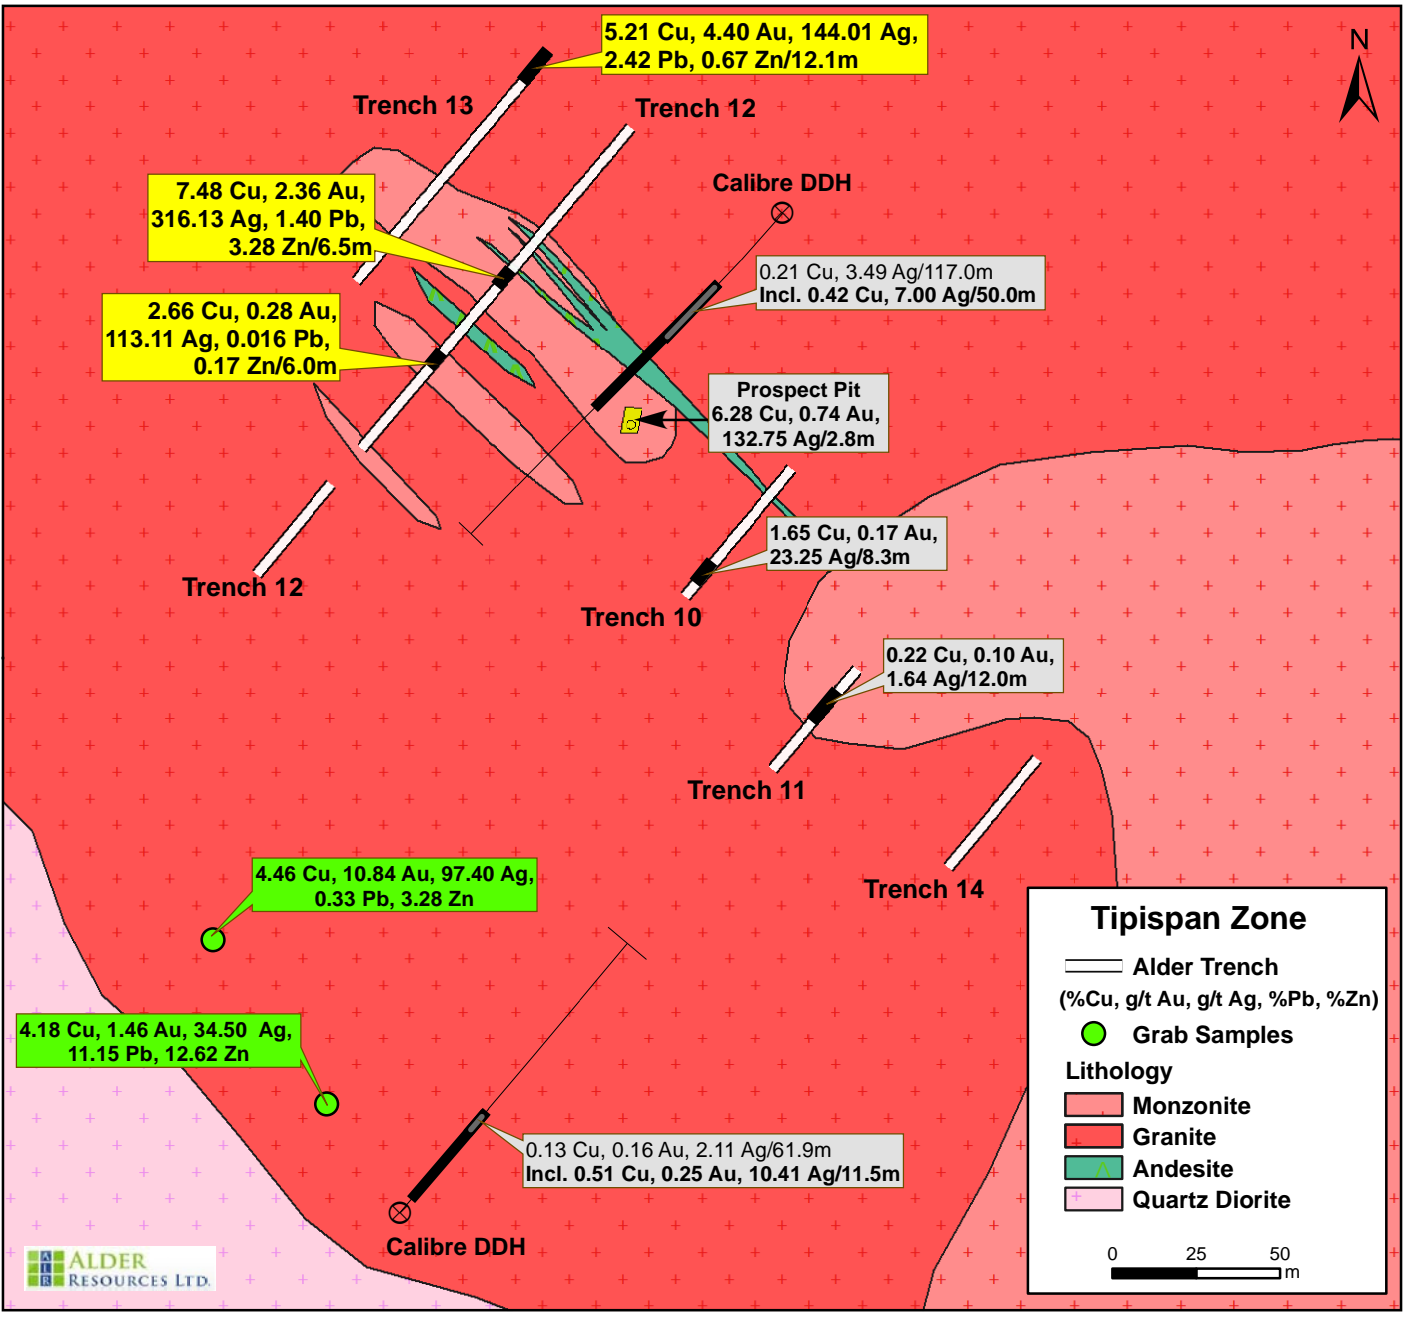 5.21 Cu, 4.40 Au, 144.01 Ag,
2.42 Pb, 0.67 Zn/12.1m
N
Trench 13
Trench 12
7.48 Cu, 2.36 Au,
316.13 Ag, 1.40 Pb,
3.28 Zn/6.5m
Calibre DDH
0.21 Cu, 3.49 Ag/117.0m
Incl. 0.42 Cu, 7.00 Ag/50.0m
2.66 Cu, 0.28 Au,
113.11 Ag, 0.016 Pb,
0.17 Zn/6.0m
Prospect Pit
6.28 Cu, 0.74 Au,
132.75 Ag/2.8m
1.65 Cu, 0.17 Au,
23.25 Ag/8.3m
Trench 12
Trench 10
0.22 Cu, 0.10 Au,
1.64 Ag/12.0m
Trench 11
4.46 Cu, 10.84 Au, 97.40 Ag,
0.33 Pb, 3.28 Zn
Trench 14
4.18 Cu, 1.46 Au, 34.50 Ag,
11.15 Pb, 12.62 Zn
0.13 Cu, 0.16 Au, 2.11 Ag/61.9m
Incl. 0.51 Cu, 0.25 Au, 10.41 Ag/11.5m
Calibre DDH
Tipispan Zone
Alder Trench
(%Cu, g/t Au, g/t Ag, %Pb, %Zn)
Grab Samples
Lithology
Monzonite
Granite
Andesite
Quartz Diorite
0 25 50
m
ALR
ALDER
RESOURCES LTD.